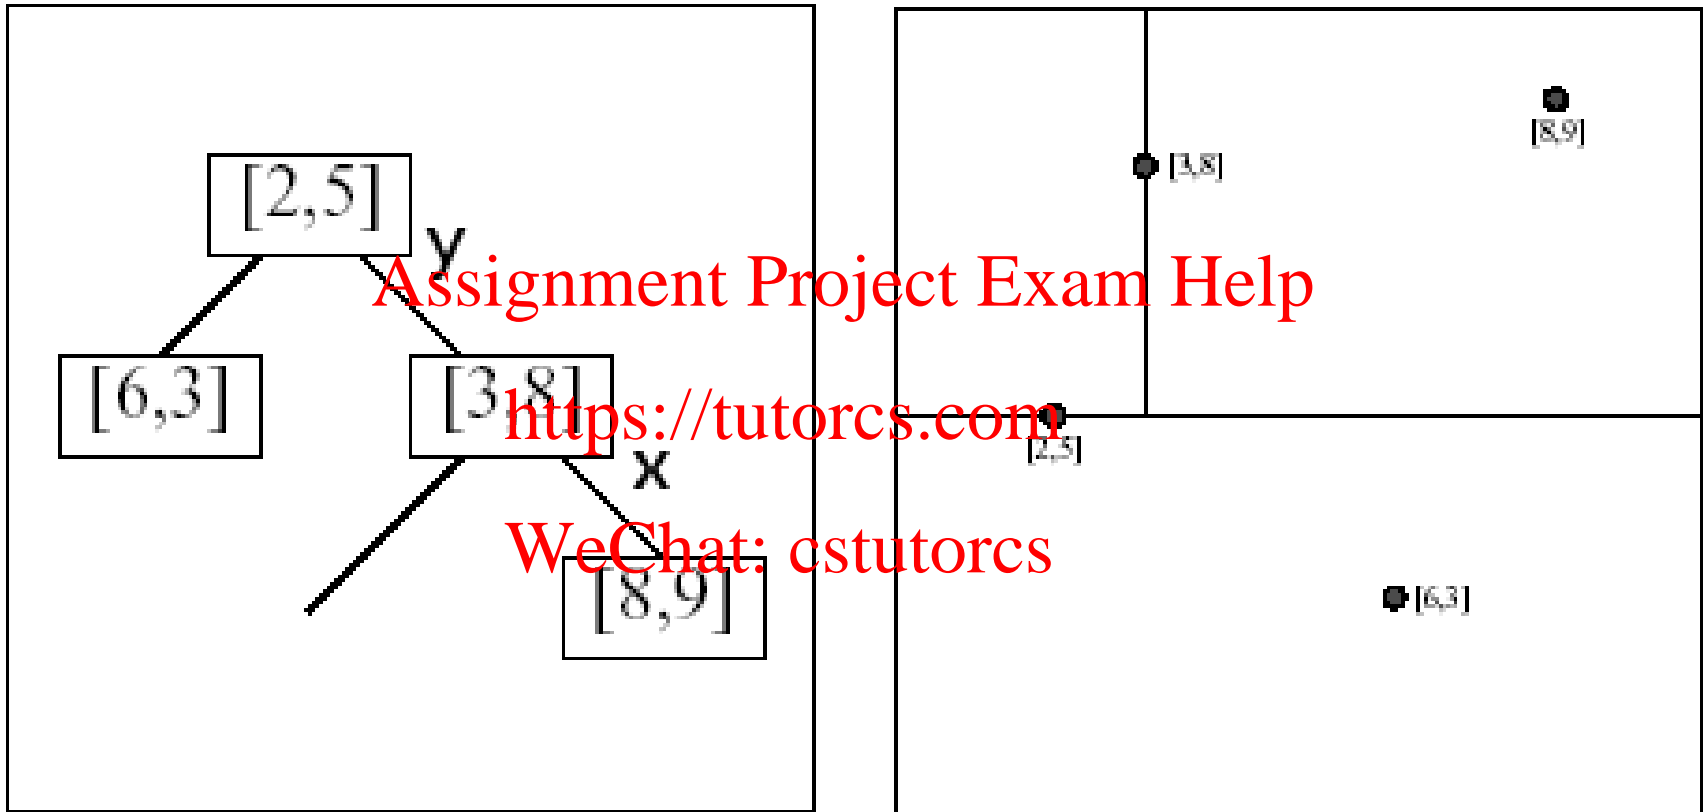 [2,5]
y
[6,3]
[3,8]
x
[8,9]
[8,9]
[3,8]
[2,5]
[6,3]
Assignment Project Exam Help
https://tutorcs.com
WeChat: cstutorcs